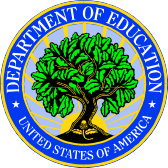 DEPARTMENT OF EDUCATION
UNITED STATES OF AMERICA